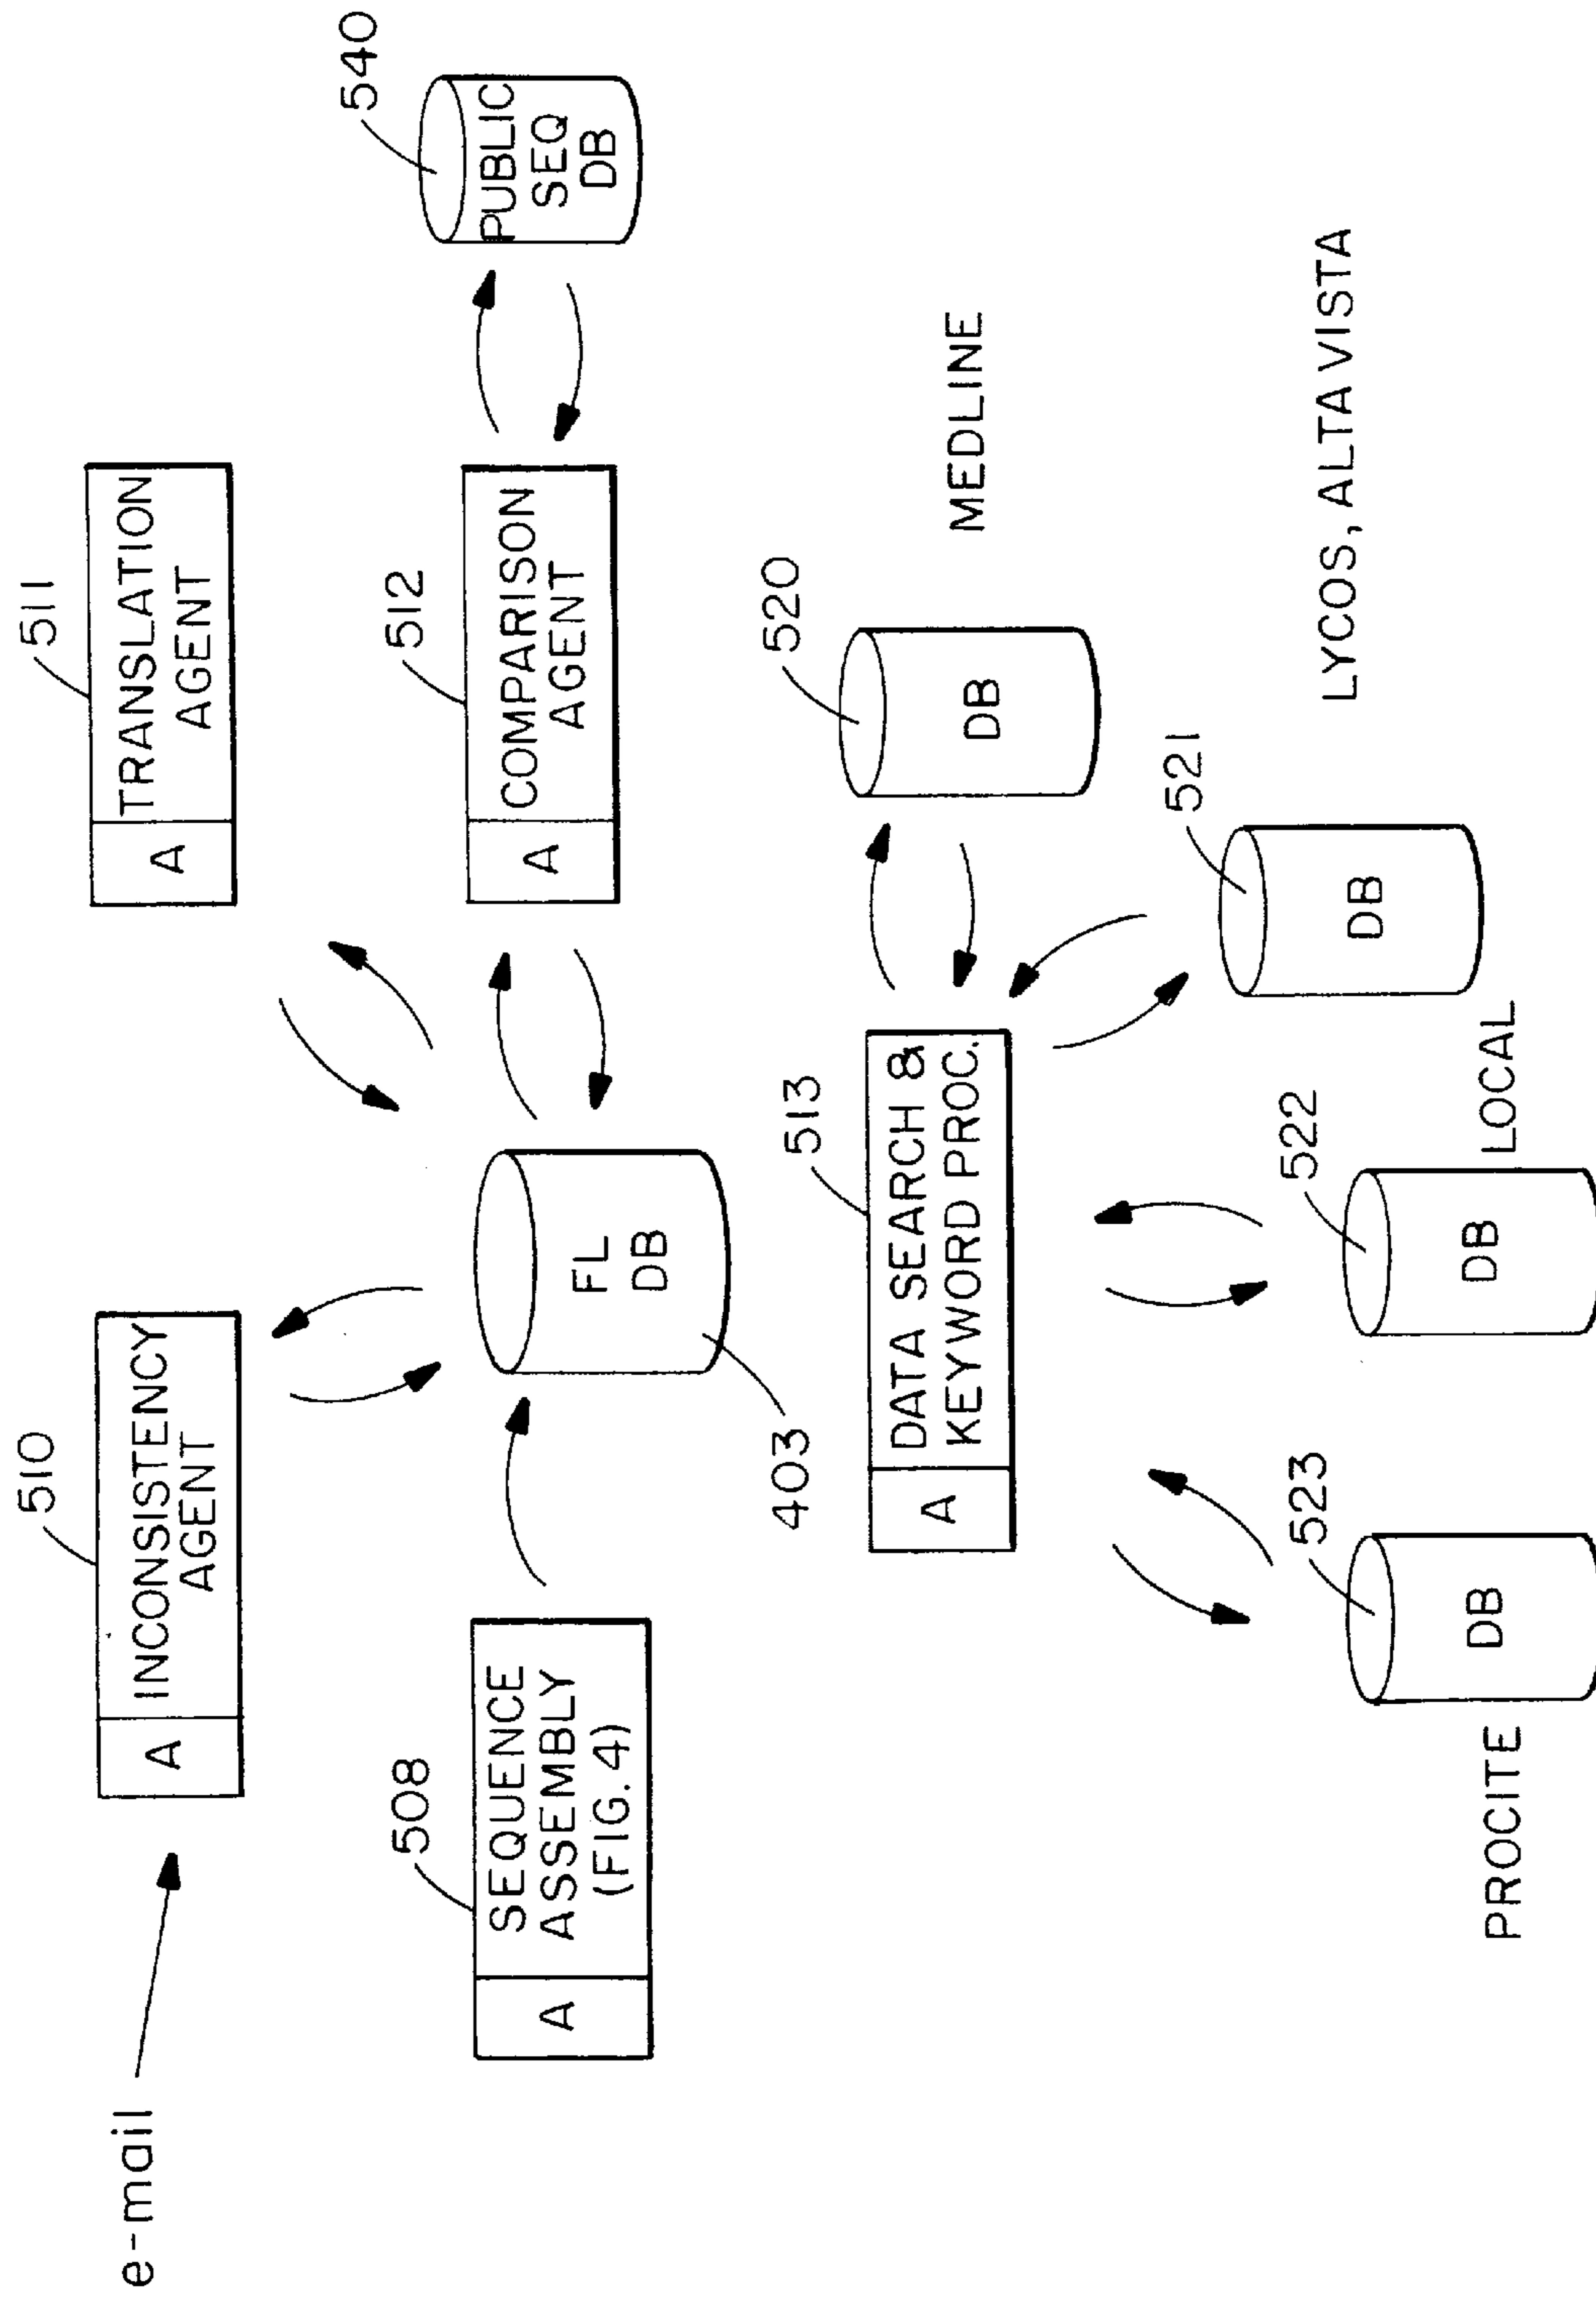 e-mail
510
A
INCONSISTENCY
AGENT
511
A
TRANSLATION
AGENT
508
A
SEQUENCE
ASSEMBLY
(FIG.4)
FL
DB
403
512
A
COMPARISON
AGENT
540
PUBLIC
SEQ
DB
513
A
DATA SEARCH &
KEYWORD PROC.
520
DB
MEDLINE
521
DB
LYCOS, ALTAVISTA
522
DB
LOCAL
523
DB
PROCITE